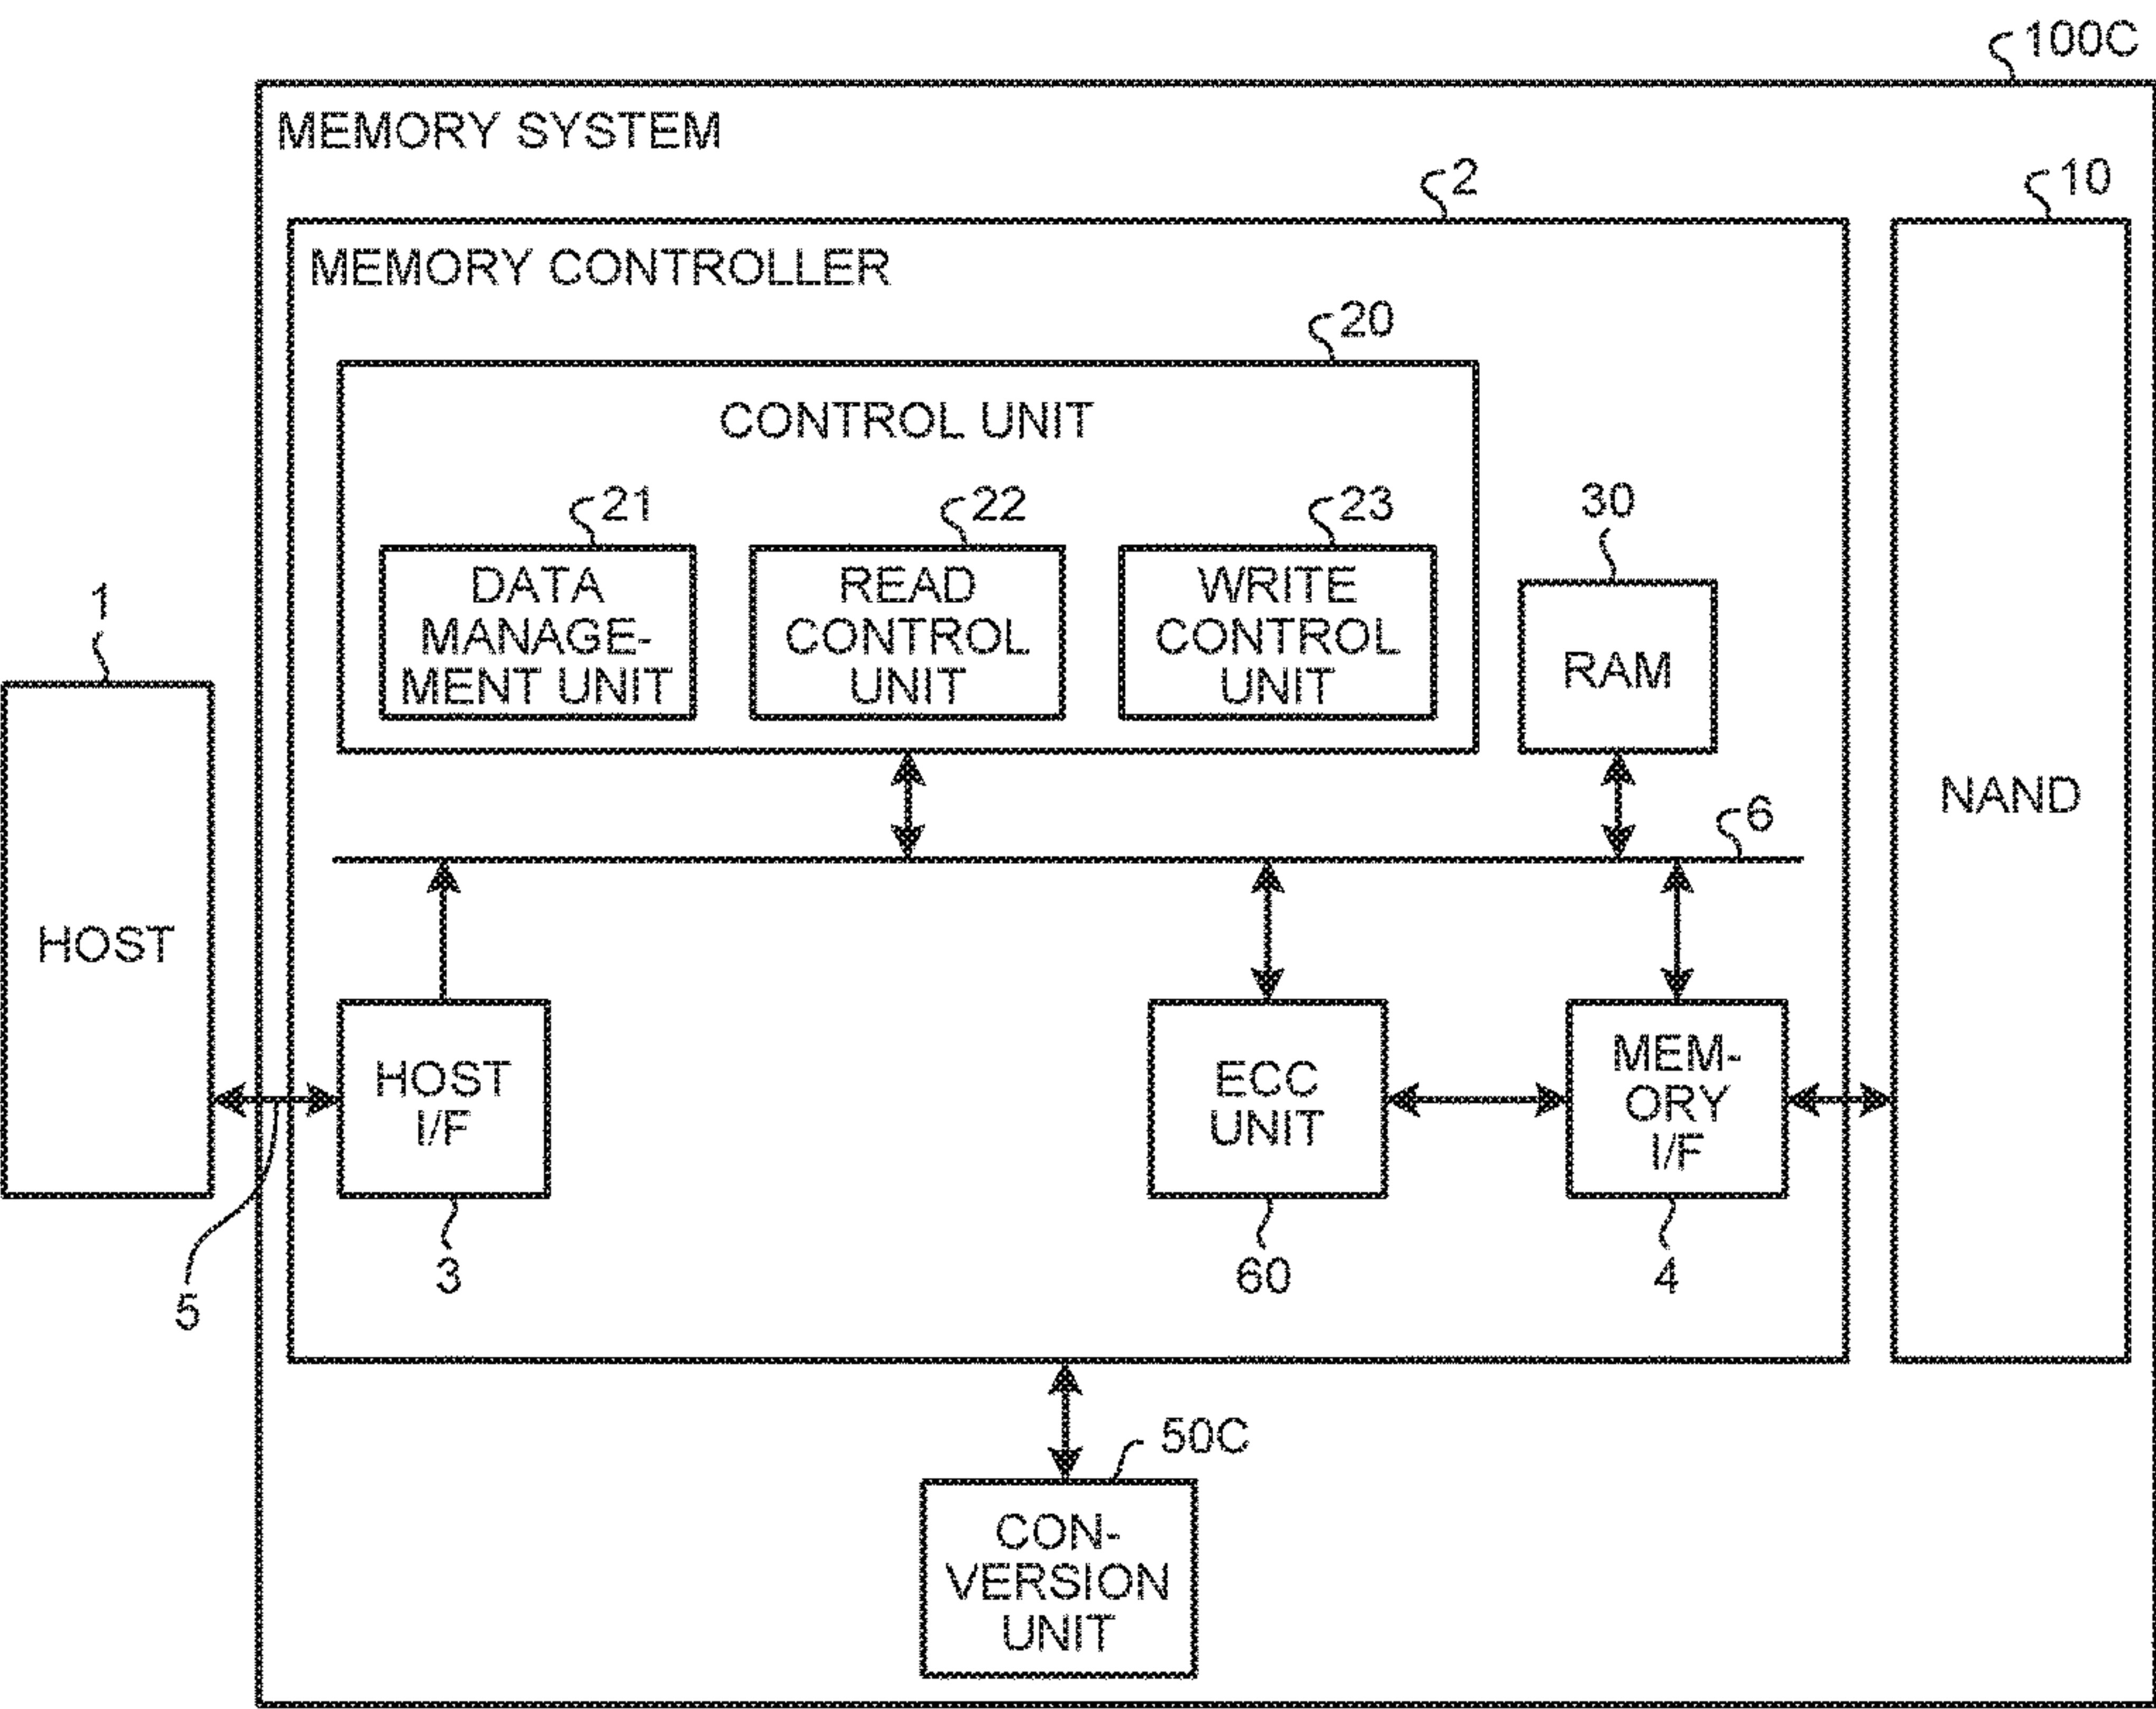 100C
MEMORY SYSTEM
2
10
MEMORY CONTROLLER
20
CONTROL UNIT
21
22
23
30
DATA
MANAGE-
MENT UNIT
READ
CONTROL
UNIT
WRITE
CONTROL
UNIT
RAM
1
HOST
NAND
6
HOST
I/F
ECC
UNIT
MEM-
ORY
I/F
5
3
60
4
50C
CON-
VERSION
UNIT